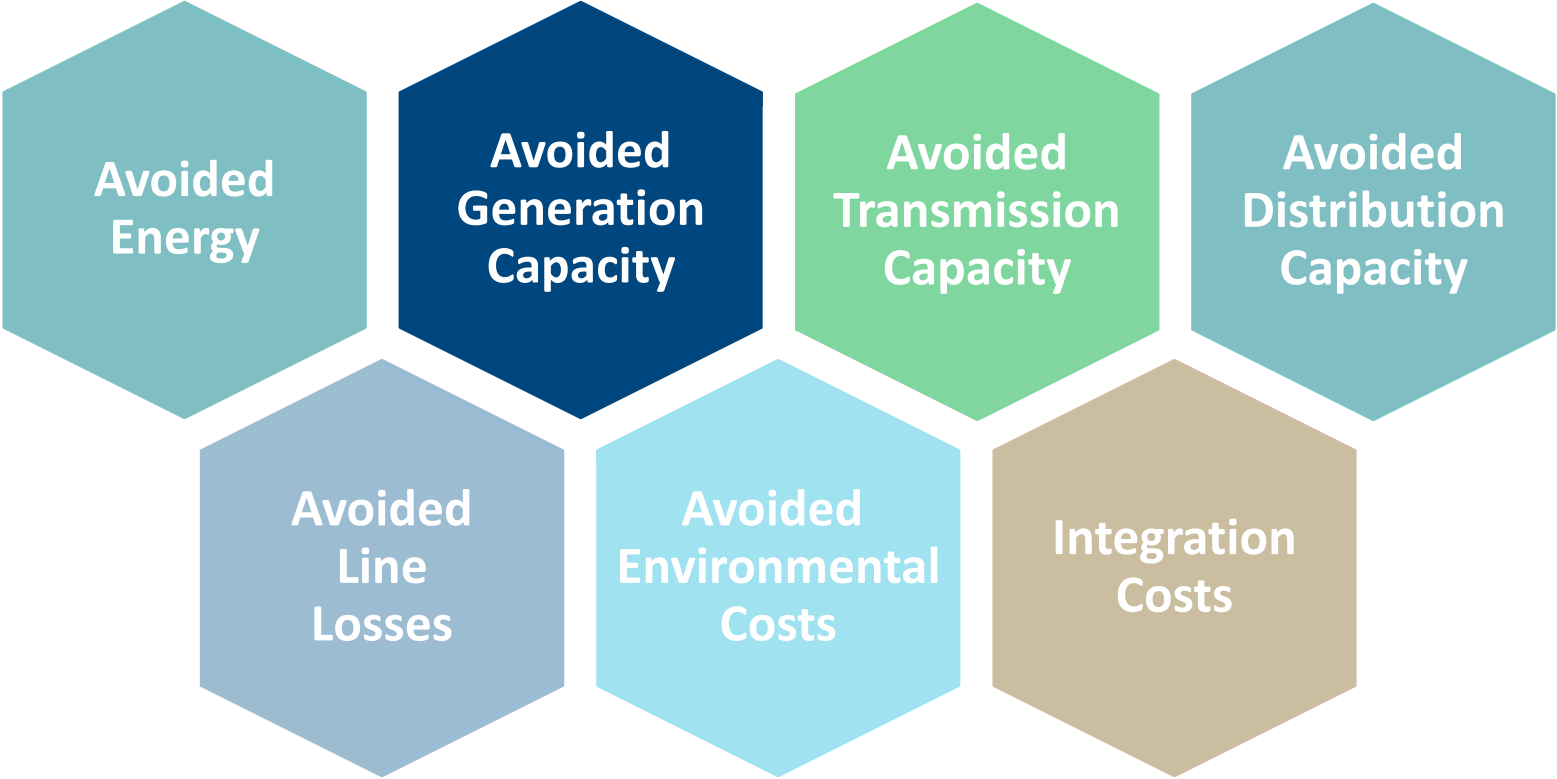 Avoided
Energy
Avoided
Generation
Capacity
Avoided
Transmission
Capacity
Avoided
Distribution
Capacity
Avoided
Line
Losses
Avoided
Environmental
Costs
Integration
Costs